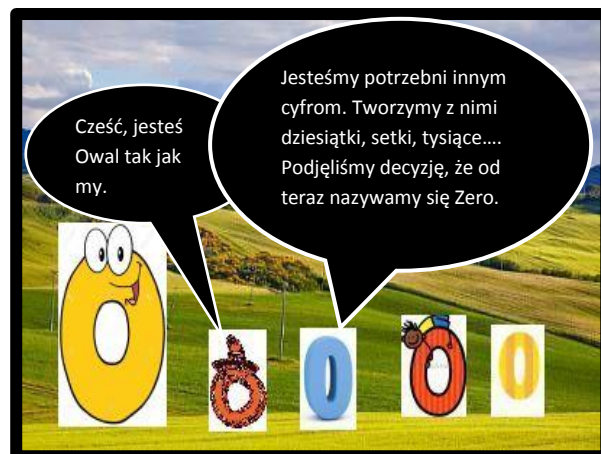 Cześć, jesteś
Owal tak jak
my.
Jesteśmy potrzebni innym
cyfrom. Tworzymy z nimi
dziesiątki, setki, tysiące....
Podjęliśmy decyzję, że od
teraz nazywamy się Zero.